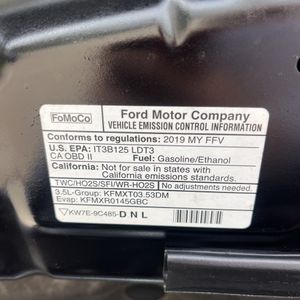 FoMoCo
Ford Motor Company
VEHICLE EMISSION CONTROL INFORMATION
Conforms to regulations: 2019 MY FFV
U.S. EPA: IT3B125 LDT3
CA OBD II Fuel: Gasoline/Ethanol
California: Not for sale in states with
California emissions standards.
TWC/HO2S/SFI/WR-HO2S
No adjustments needed.
3.5L-Group: KFMXT03.53DM
Evap: KFMXR0145GBC
KW7E-9C485-DNL